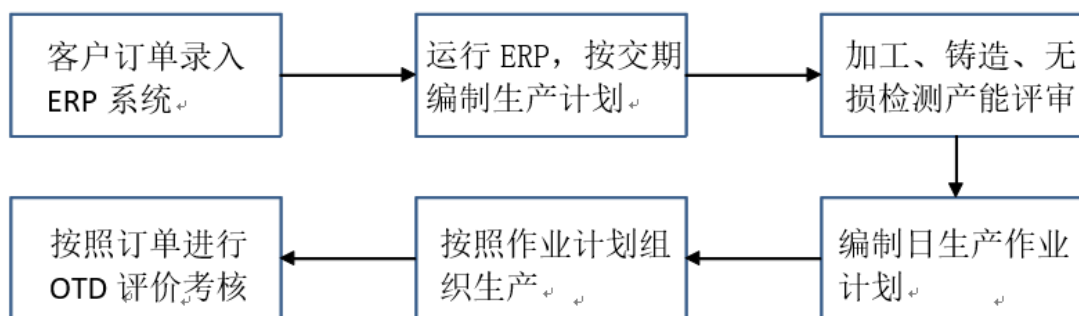 客户订单录入
ERP 系统
运行 ERP，按交期
编制生产计划
加工、铸造、无
损检测产能评审
编制日生产作业
计划
按照作业计划组
织生产
按照订单进行
OTD 评价考核